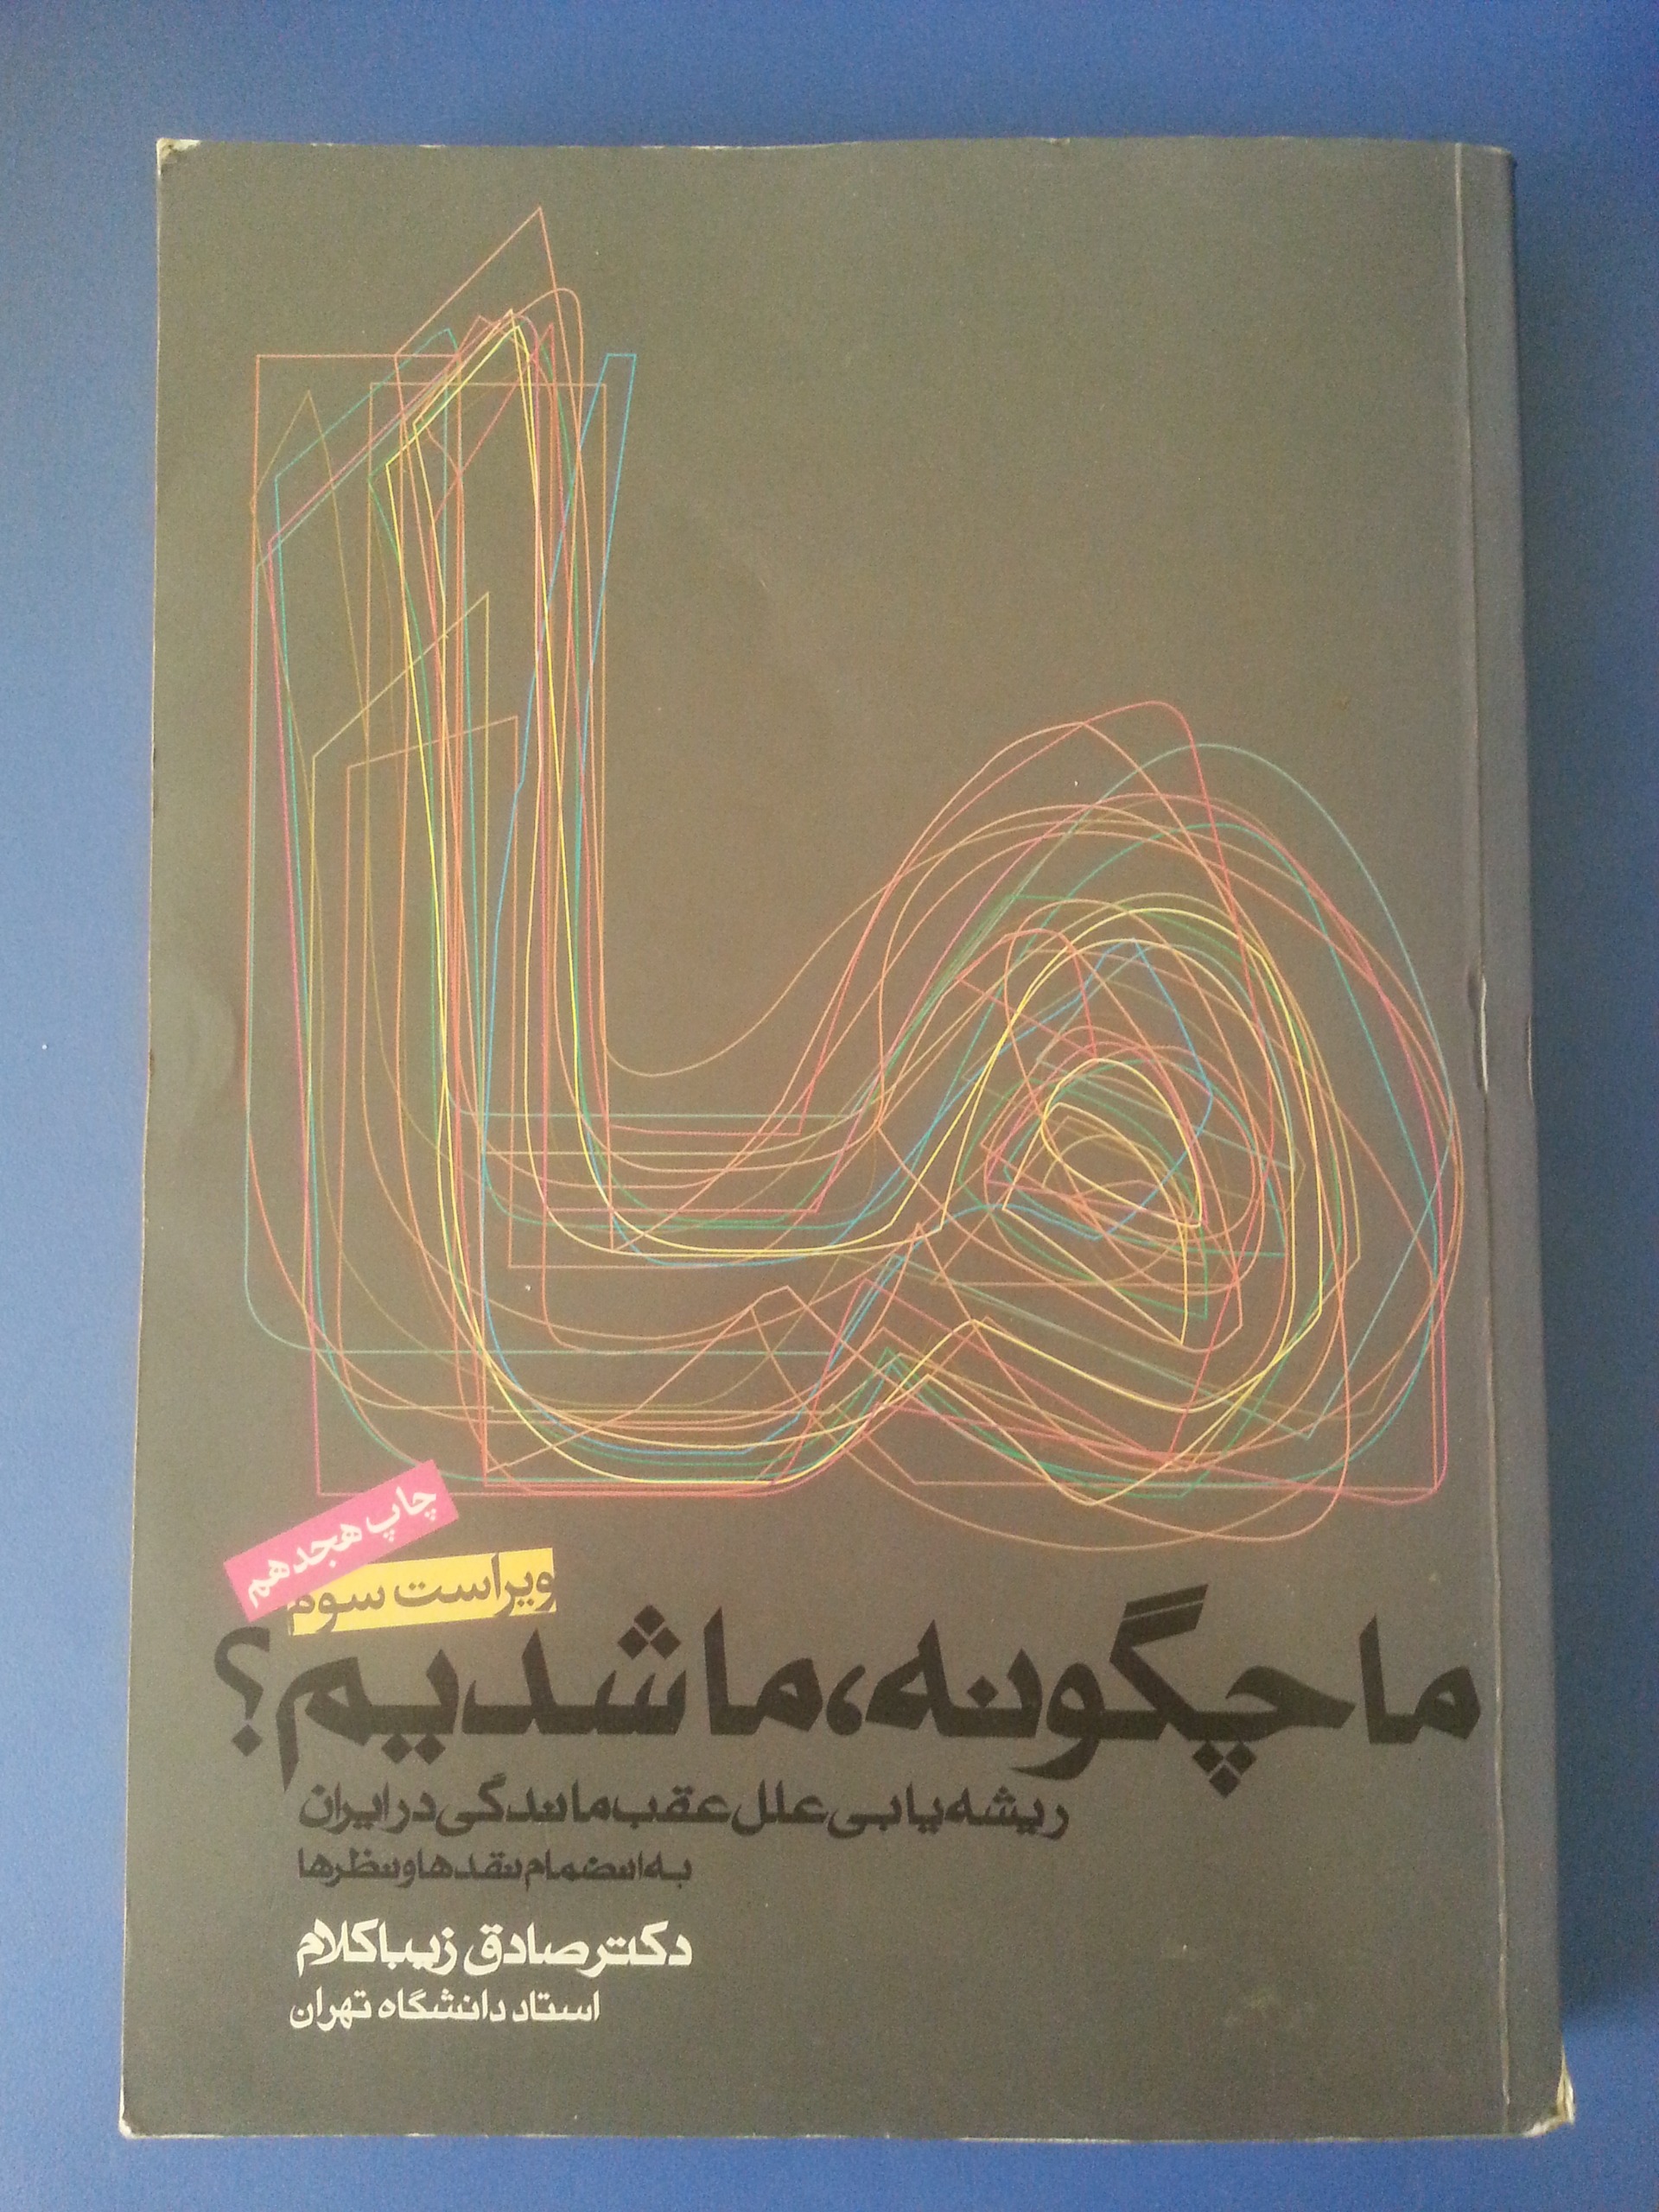 ما
چاپ هجدهم
ویراست سوم
ما چگونه، ما شدیم؟
ریشه‌یابی علل عقب‌ماندگی در ایران
به انضمام نقدها و نظرها
دکتر صادق زیباکلام
استاد دانشگاه تهران